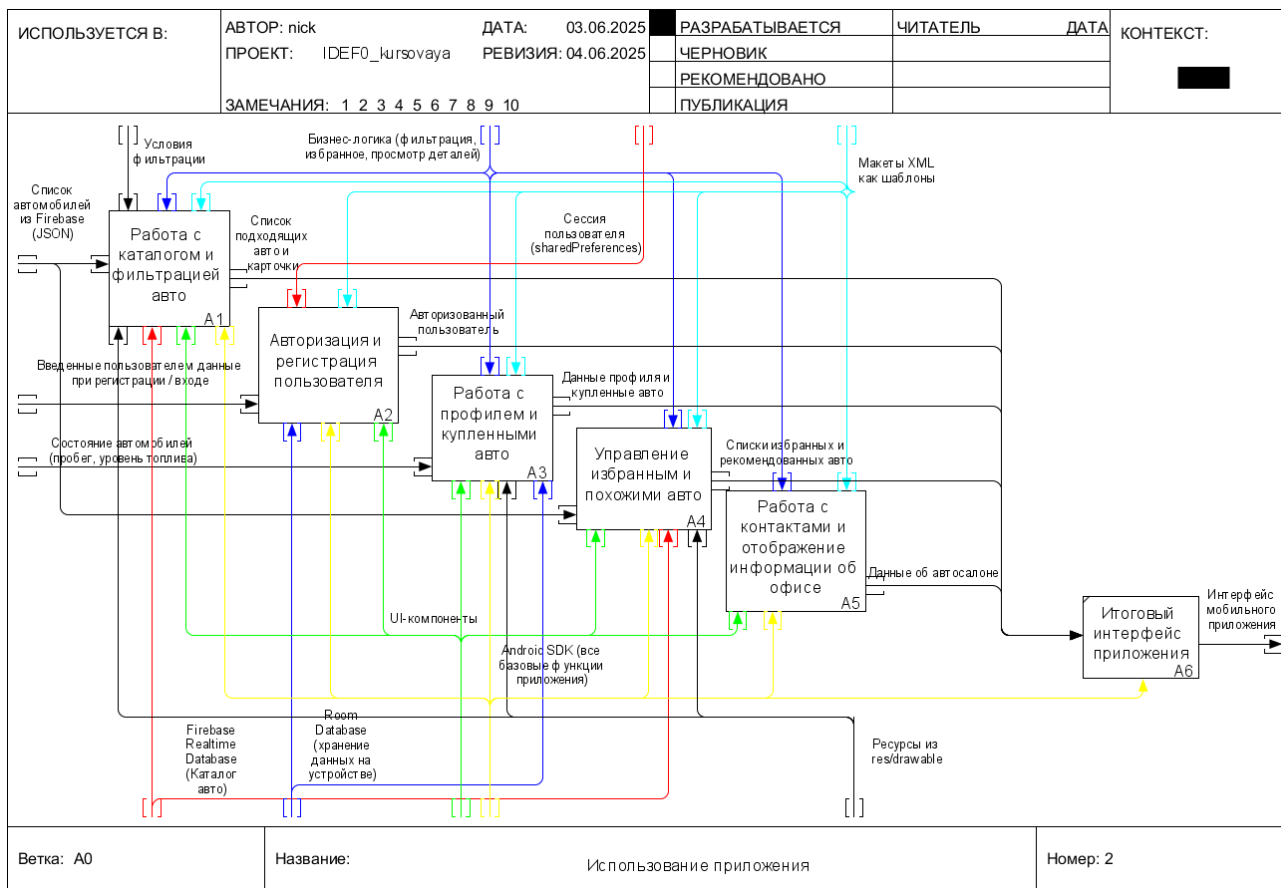 ИСПОЛЬЗУЕТСЯ В:
АВТОР: nick
ДАТА: 03.06.2025
ПРОЕКТ: IDEF0_kursovaya
РЕВИЗИЯ: 04.06.2025
ЗАМЕЧАНИЯ: 1 2 3 4 5 6 7 8 9 10
РАЗРАБАТЫВАЕТСЯ
ЧЕРНОВИК
РЕКОМЕНДОВАНО
ПУБЛИКАЦИЯ
ЧИТАТЕЛЬ
ДАТА
КОНТЕКСТ:
Условия
фильтрации
Бизнес-логика (фильтрация,
избранное, просмотр деталей)
Макеты XML
как шаблоны
Список
автомобилей
из Firebase
(JSON)
Работа с
каталогом и
фильтрацией
авто
A1
Список
подходящих
авто и
карточки
Сессия
пользователя
(sharedPreferences)
Авторизация и
регистрация
пользователя
A2
Авторизованный
пользователь
Введенные пользователем данные
при регистрации / входе
Работа с
профилем и
купленными
авто
A3
Данные профиля и
купленные авто
Состояние автомобилей
(пробег, уровень топлива)
Управление
избранным и
похожими авто
A4
Списки избранных и
рекомендованных авто
Работа с
контактами и
отображение
информации об
офисе
A5
Данные об автосалоне
Итоговый
интерфейс
приложения
A6
Интерфейс
мобильного
приложения
UI-компоненты
Android SDK (все
базовые функции
приложения)
Firebase
Realtime
Database
(Каталог
авто)
Room
Database
(хранение
данных на
устройстве)
Ресурсы из
res/drawable
Ветка: A0
Название:
Использование приложения
Номер: 2